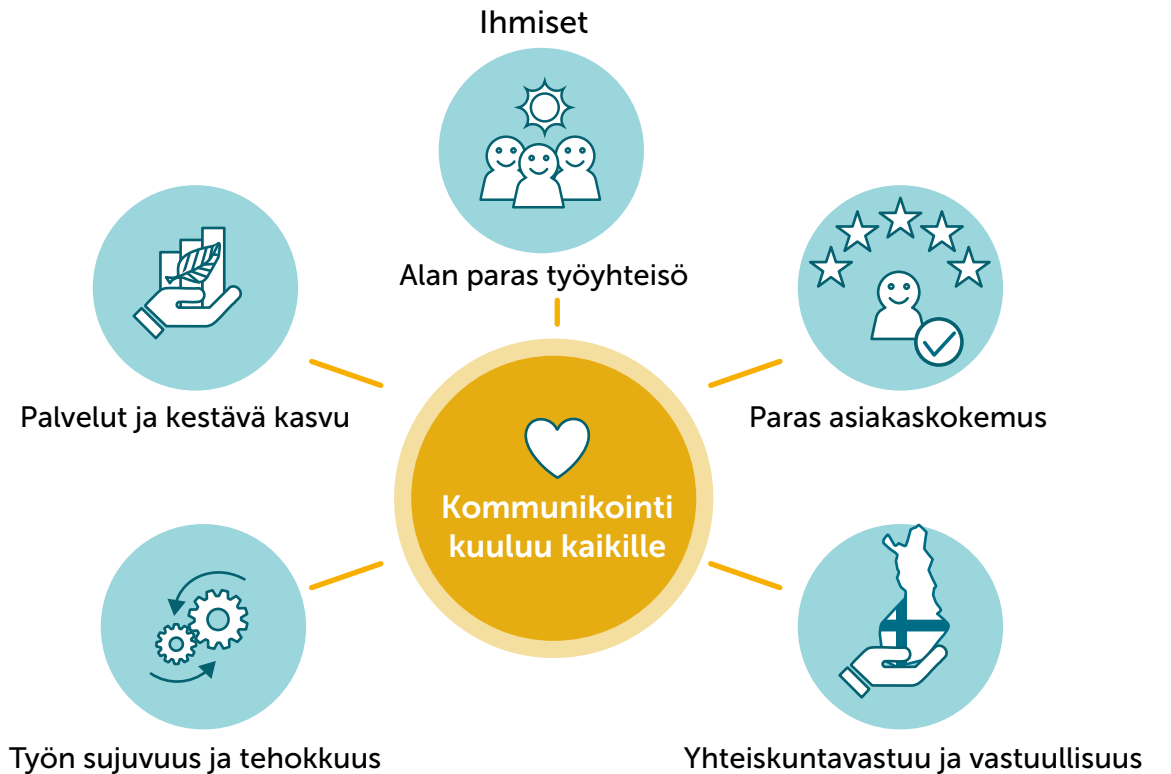 Ihmiset
Alan paras työyhteisö
Palvelut ja kestävä kasvu
Paras asiakaskokemus
Kommunikointi
kuuluu kaikille
Työn sujuvuus ja tehokkuus
Yhteiskuntavastuu ja vastuullisuus